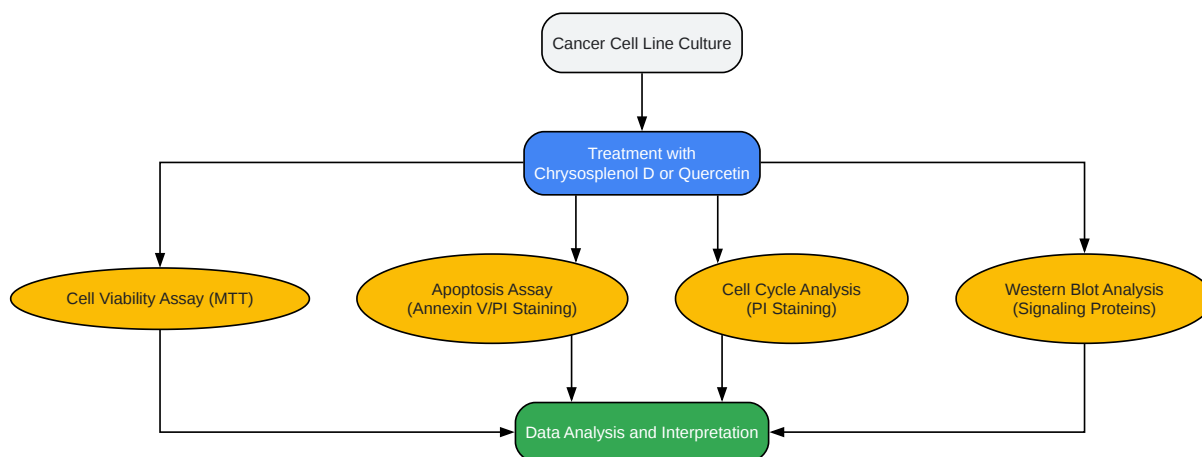 Cancer Cell Line Culture
Treatment with
Chrysosplenol D or Quercetin
Cell Viability Assay (MTT)
Apoptosis Assay
(Annexin V/PI Staining)
Cell Cycle Analysis
(PI Staining)
Western Blot Analysis
(Signaling Proteins)
Data Analysis and Interpretation